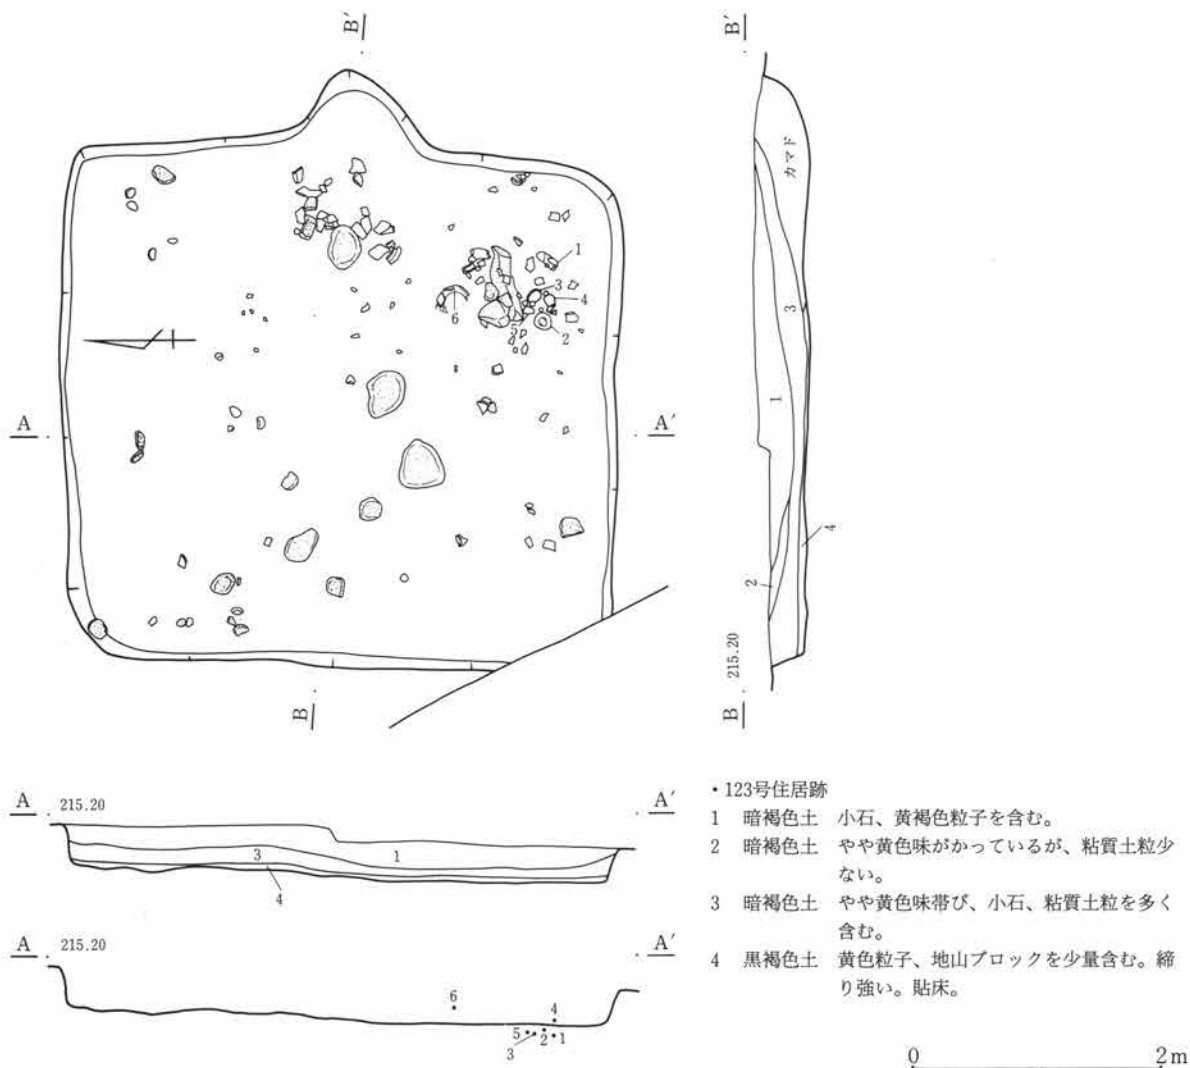 B′
B′
カマド
1
3
4
5
2
6
3
1
A
A′
4
2
215.20
B
B
A
215.20
A′
3
1
4
A
215.20
A′
6
4
5
2
1
3
・123号住居跡
1 暗褐色土 小石、黄褐色粒子を含む。
2 暗褐色土 やや黄色味がかっているが、粘質土粒少
ない。
3 暗褐色土 やや黄色味帯び、小石、粘質土粒を多く
含む。
4 黒褐色土 黄色粒子、地山ブロックを少量含む。締
り強い。貼床。
0
2m